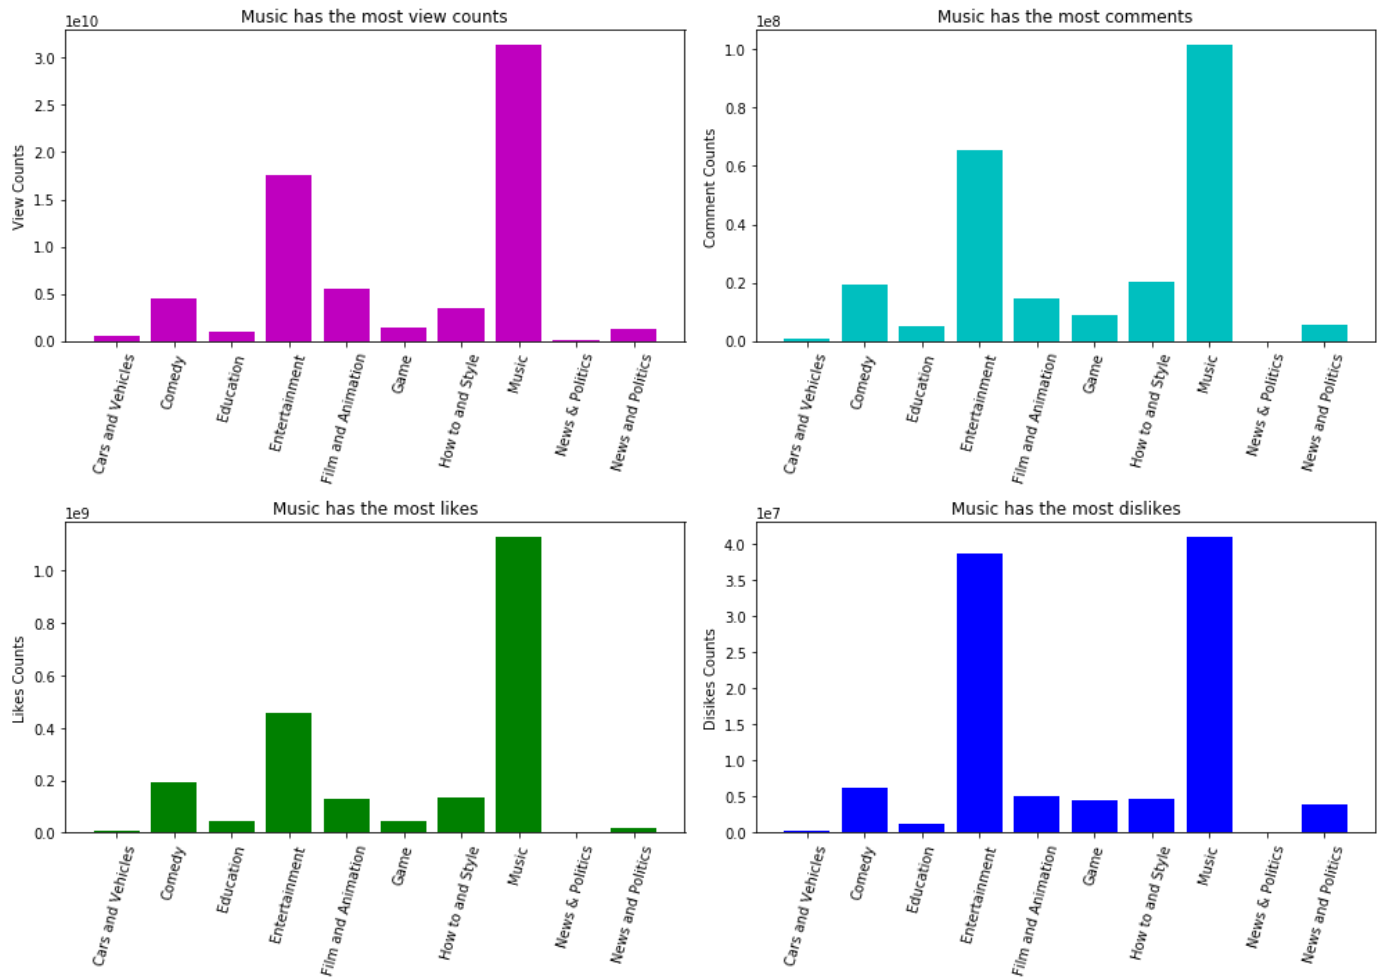 Music has the most view counts
1e10
View Counts
3.0
2.5
2.0
1.5
1.0
0.5
0.0
Cars and Vehicles
Comedy
Education
Entertainment
Film and Animation
Game
How to and Style
Music
News & Politics
News and Politics
Music has the most comments
1e8
Comment Counts
1.0
0.8
0.6
0.4
0.2
0.0
Cars and Vehicles
Comedy
Education
Entertainment
Film and Animation
Game
How to and Style
Music
News & Politics
News and Politics
Music has the most likes
1e9
Likes Counts
1.0
0.8
0.6
0.4
0.2
0.0
Cars and Vehicles
Comedy
Education
Entertainment
Film and Animation
Game
How to and Style
Music
News & Politics
News and Politics
Music has the most dislikes
1e7
Disikes Counts
4.0
3.5
3.0
2.5
2.0
1.5
1.0
0.5
0.0
Cars and Vehicles
Comedy
Education
Entertainment
Film and Animation
Game
How to and Style
Music
News & Politics
News and Politics